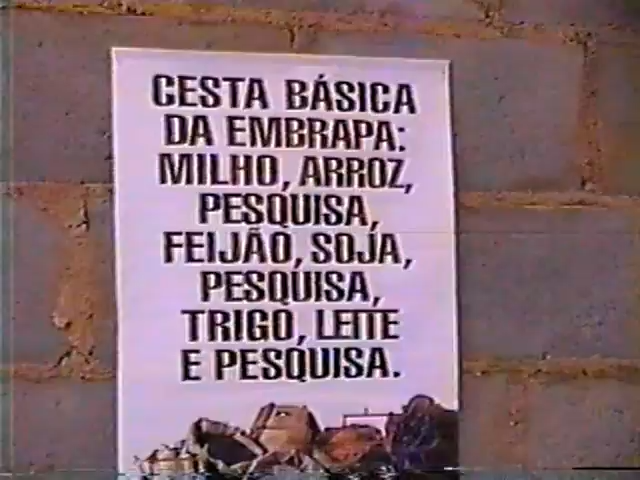 CESTA BÁSICA
DA EMBRAPA:
MILHO, ARROZ,
PESQUISA,
FEIJÃO, SOJA,
PESQUISA,
TRIGO, LEITE
E PESQUISA.